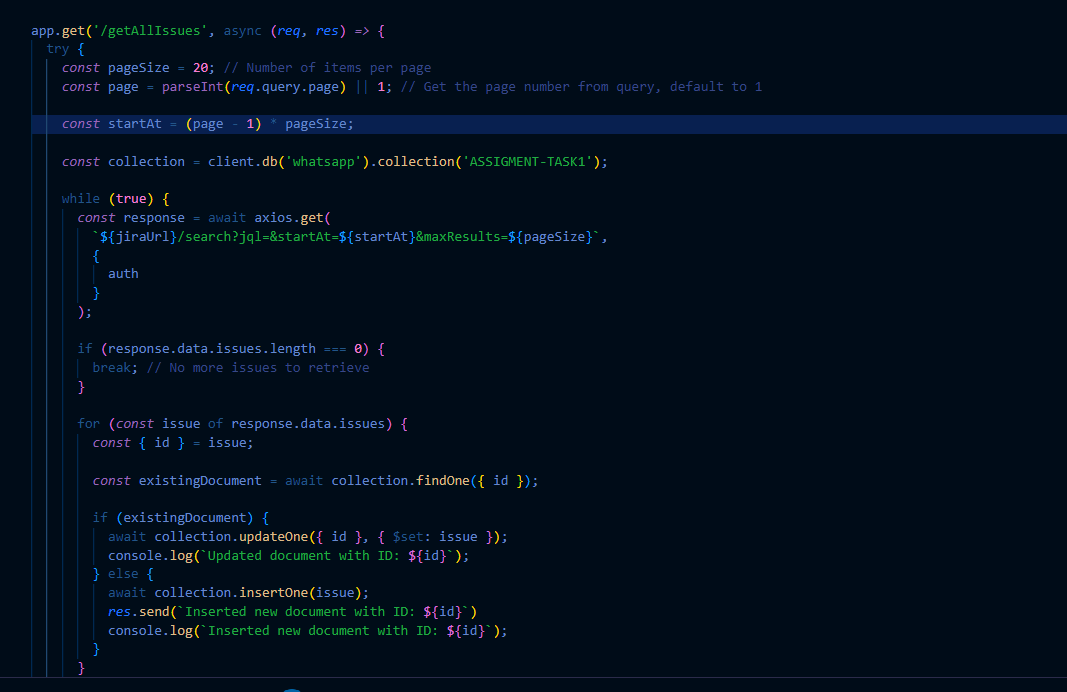 app.get('/getAllIssues', async (req, res) => {
try {
const pageSize = 20; // Number of items per page
const page = parseInt(req.query.page) || 1; // Get the page number from query, default to 1
const startAt = (page - 1) * pageSize;
const collection = client.db('whatsapp').collection('ASSIGMENT-TASK1');
while (true) {
const response = await axios.get(
`${jiraUrl}/search?jql=&startAt=${startAt}&maxResults=${pageSize}`,
{
auth
}
);
if (response.data.issues.length === 0) {
break; // No more issues to retrieve
}
for (const issue of response.data.issues) {
const { id } = issue;
const existingDocument = await collection.findOne({ id });
if (existingDocument) {
await collection.updateOne({ id }, { $set: issue });
console.log(`Updated document with ID: ${id}`);
} else {
await collection.insertOne(issue);
res.send(`Inserted new document with ID: ${id}`)
console.log(`Inserted new document with ID: ${id}`);
}
}